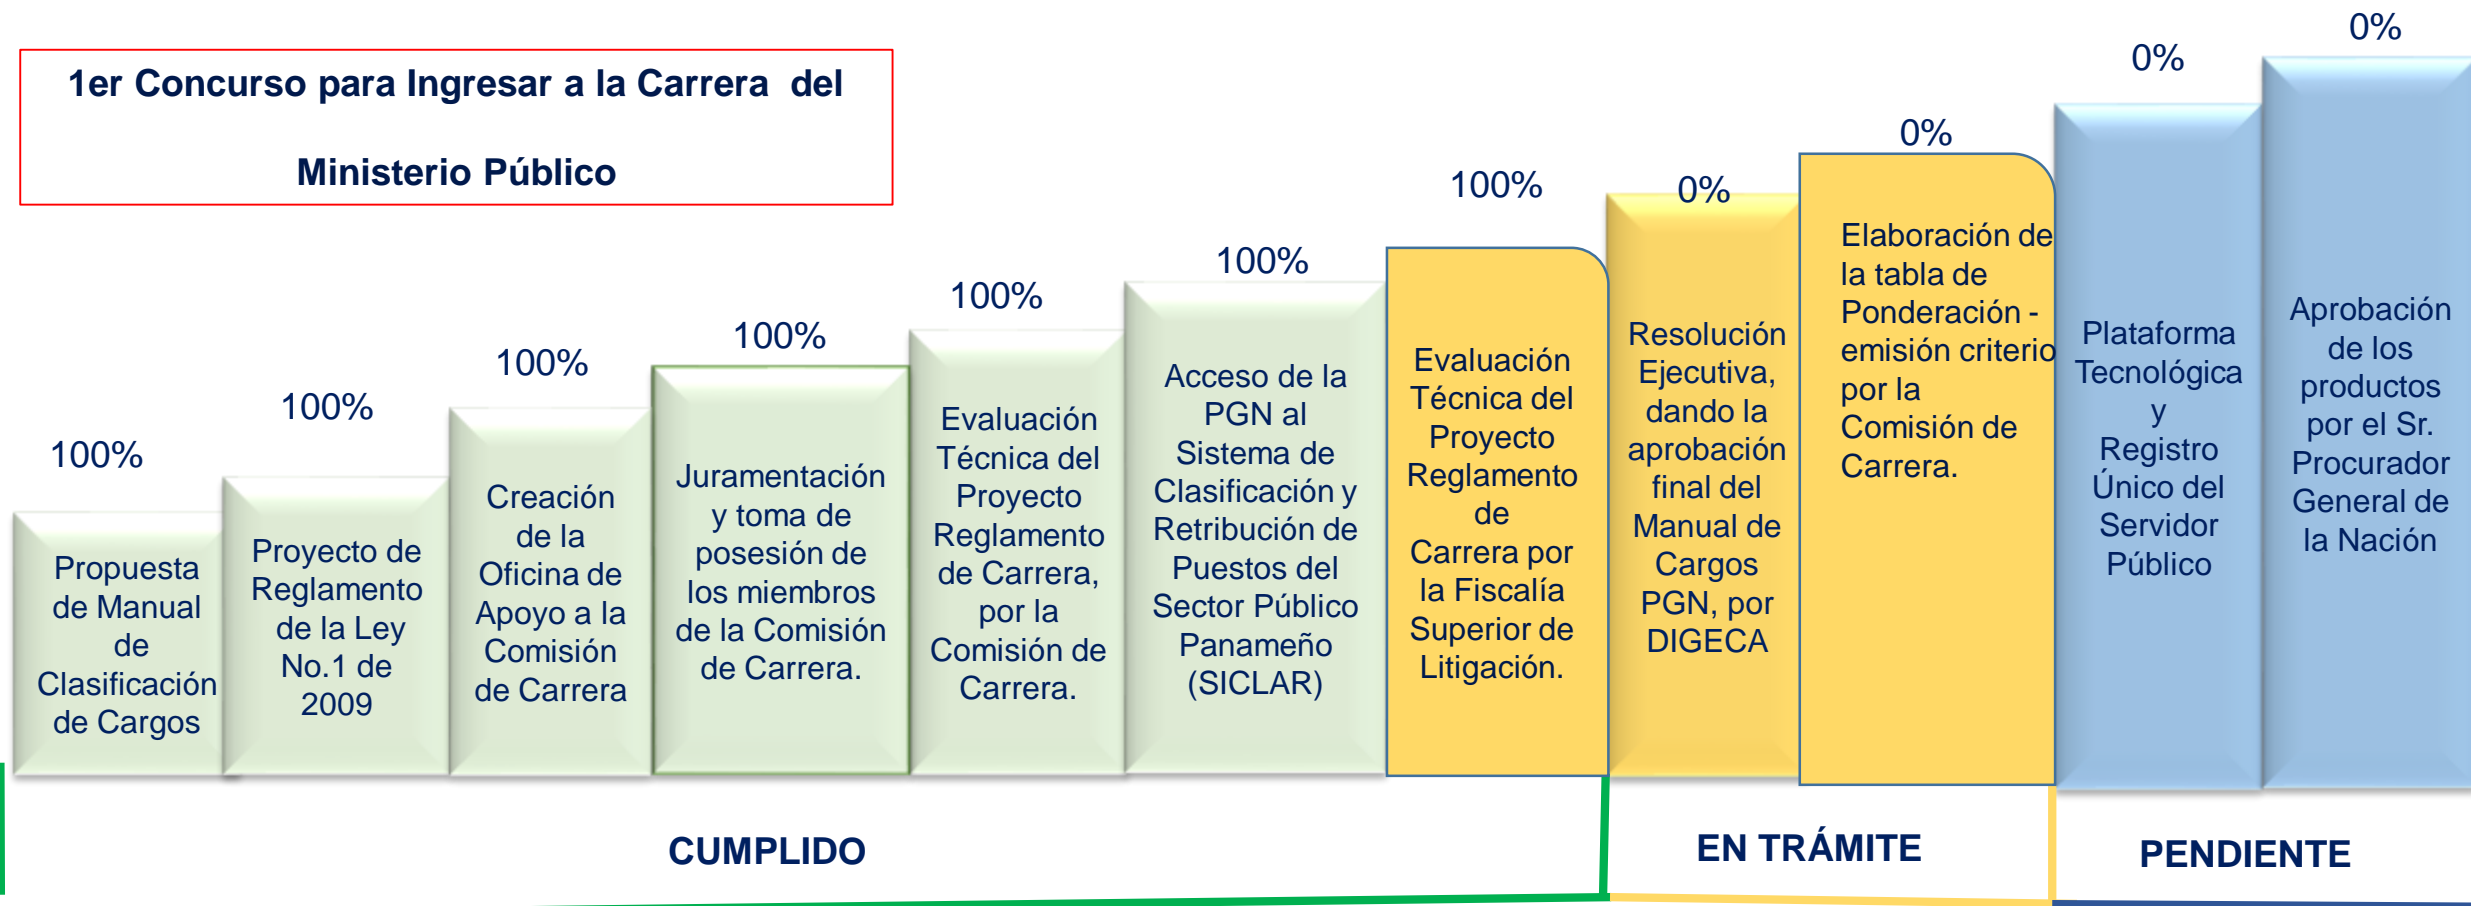 1er Concurso para Ingresar a la Carrera del
Ministerio Público
100%
Propuesta
de Manual
de
Clasificación
de Cargos
100%
Proyecto de
Reglamento
de la Ley
No.1 de
2009
100%
Creación
de la
Oficina de
Apoyo a la
Comisión
de Carrera
100%
Juramentación
y toma de
posesión de
los miembros
de la Comisión
de Carrera.
100%
Evaluación
Técnica del
Proyecto
Reglamento
de Carrera,
por la
Comisión de
Carrera.
100%
Acceso de la
PGN al
Sistema de
Clasificación y
Retribución de
Puestos del
Sector Público
Panameño
(SICLAR)
100%
Evaluación
Técnica del
Proyecto
Reglamento
de
Carrera por
la Fiscalía
Superior de
Litigación.
0%
Resolución
Ejecutiva,
dando la
aprobación
final del
Manual de
Cargos
PGN, por
DIGECA
0%
Elaboración de
la tabla de
Ponderación -
emisión criterio
por la
Comisión de
Carrera.
0%
Plataforma
Tecnológica
y
Registro
Único del
Servidor
Público
0%
Aprobación
de los
productos
por el Sr.
Procurador
General de
la Nación
CUMPLIDO
EN TRÁMITE
PENDIENTE